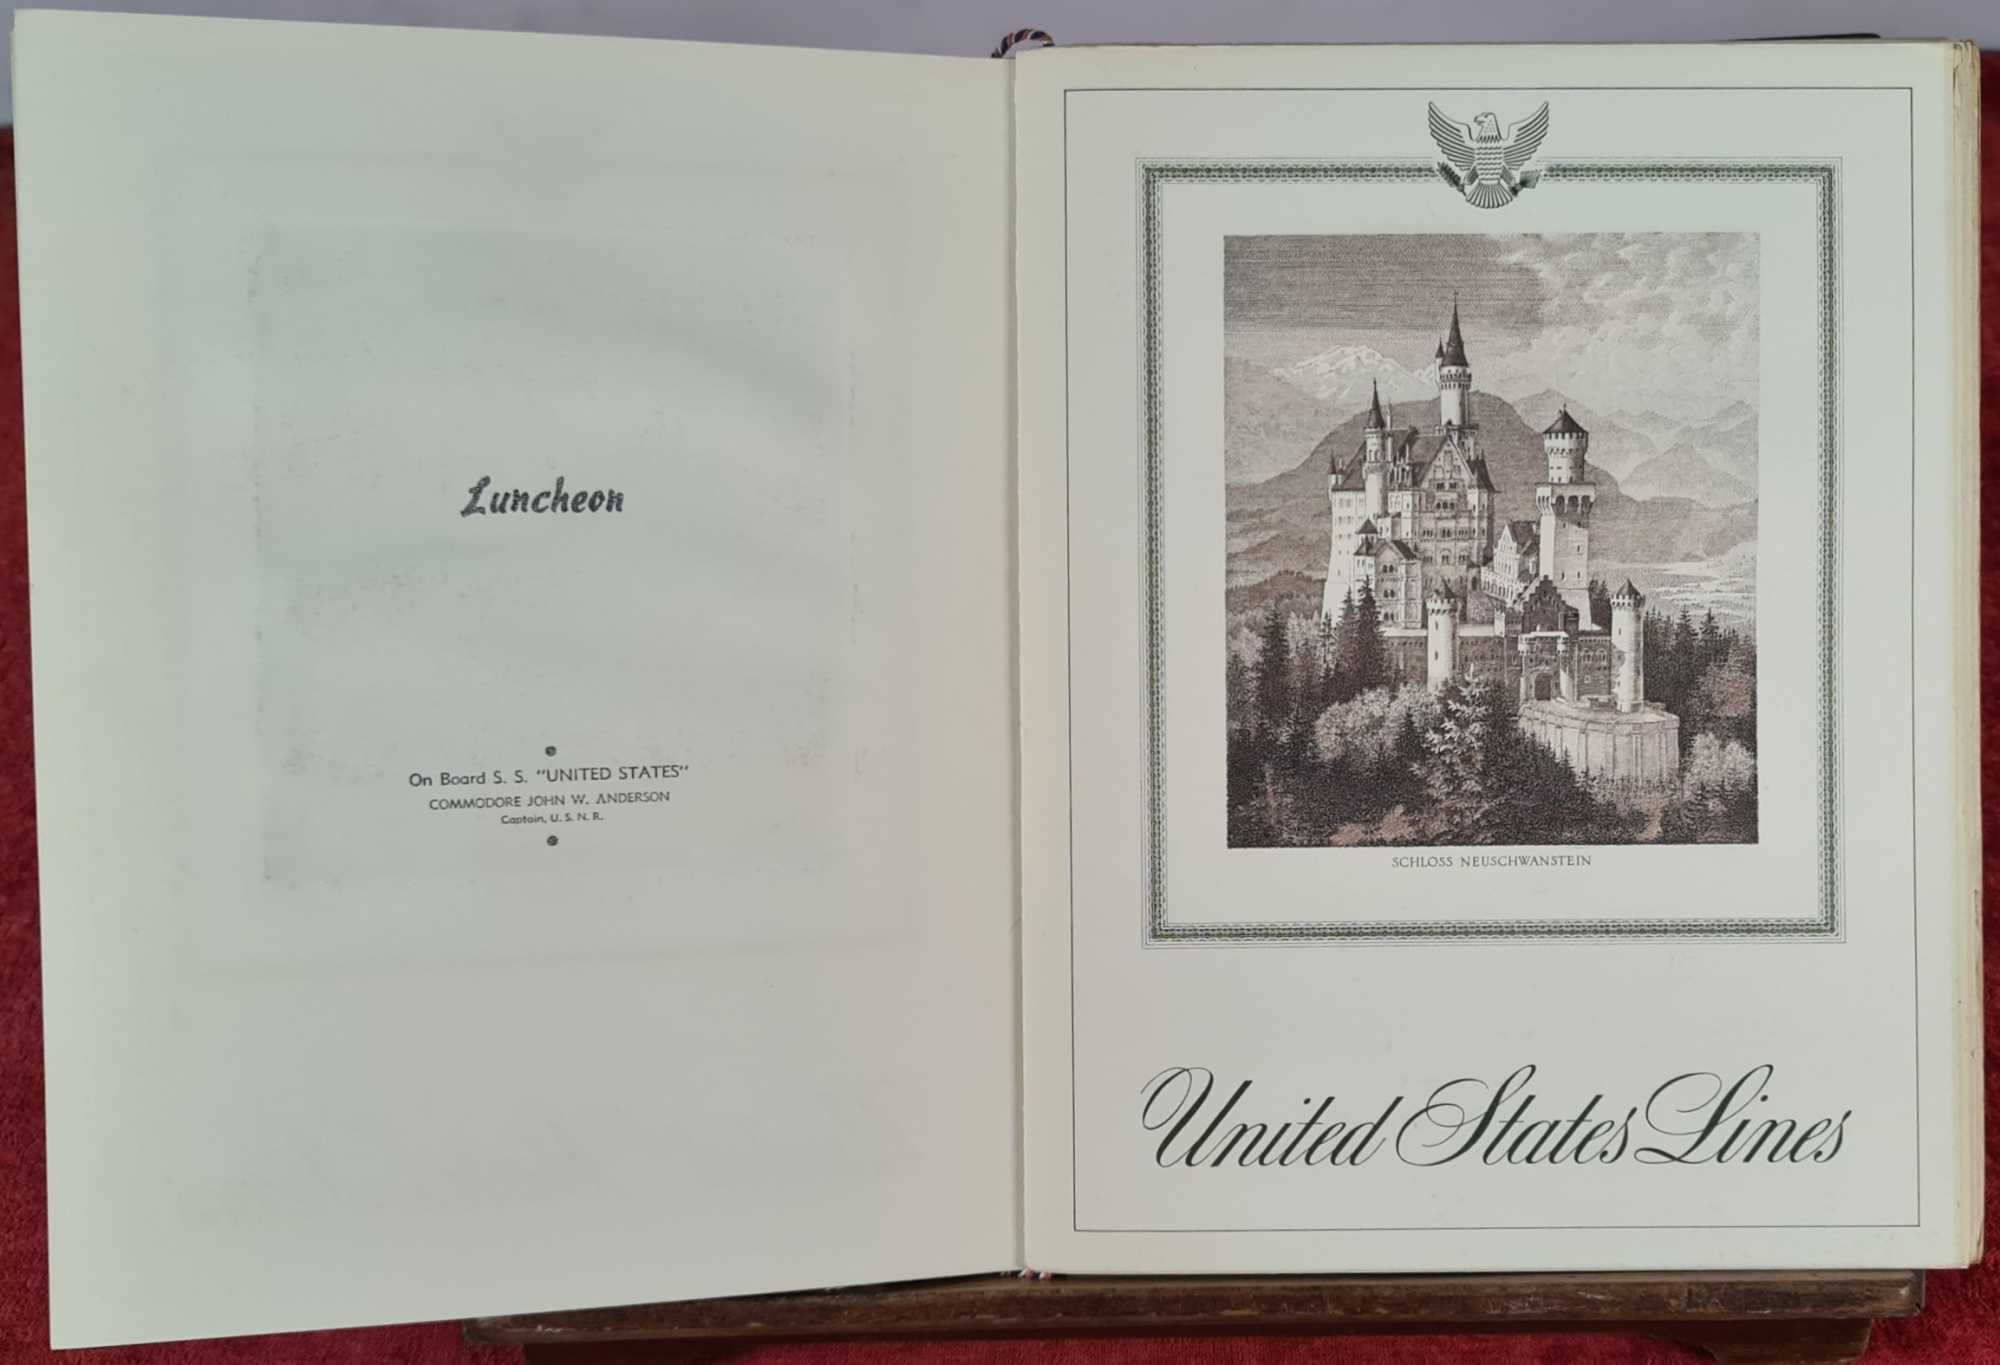 Luncheon
On Board S. S. "UNITED STATES"
COMMODORE JOHN W. ANDERSON
Captain, U. S. N. R.
SCHLOSS NEUSCHWANSTEIN
United States Lines